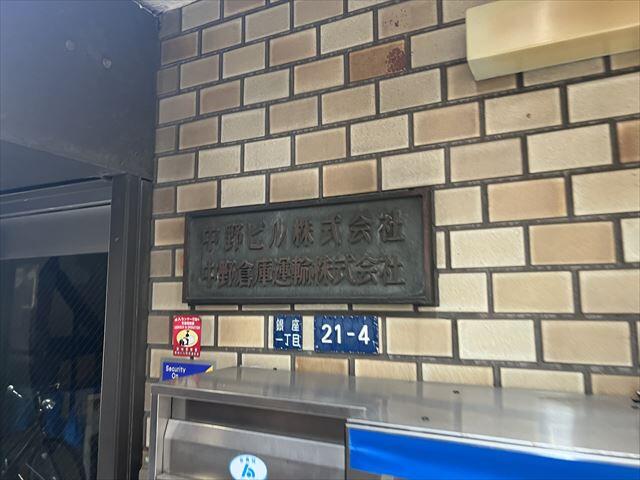 中野ビル株式会社
中野倉庫運輸株式会社
銀座
一丁目
21-4
Security
On